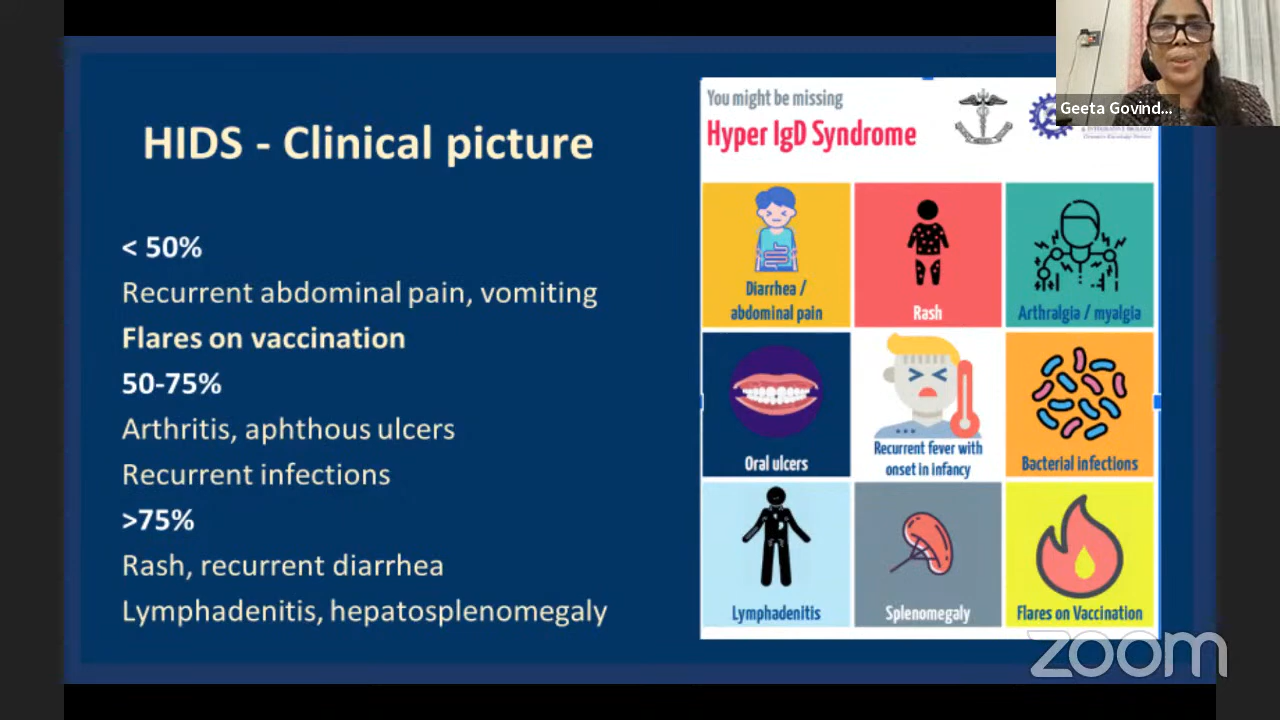 HIDS - Clinical picture
< 50%
Recurrent abdominal pain, vomiting
Flares on vaccination
50-75%
Arthritis, aphthous ulcers
Recurrent infections
>75%
Rash, recurrent diarrhea
Lymphadenitis, hepatosplenomegaly
You might be missing
Hyper IgD Syndrome
& INTEGRATIVE BIOLOGY
Diarrhea /
abdominal pain
Rash
Arthralgia / myalgia
Oral ulcers
Recurrent fever with
onset in infancy
Bacterial infections
Lymphadenitis
Splenomegaly
Flares on Vaccination
Geeta Govind...
zoom